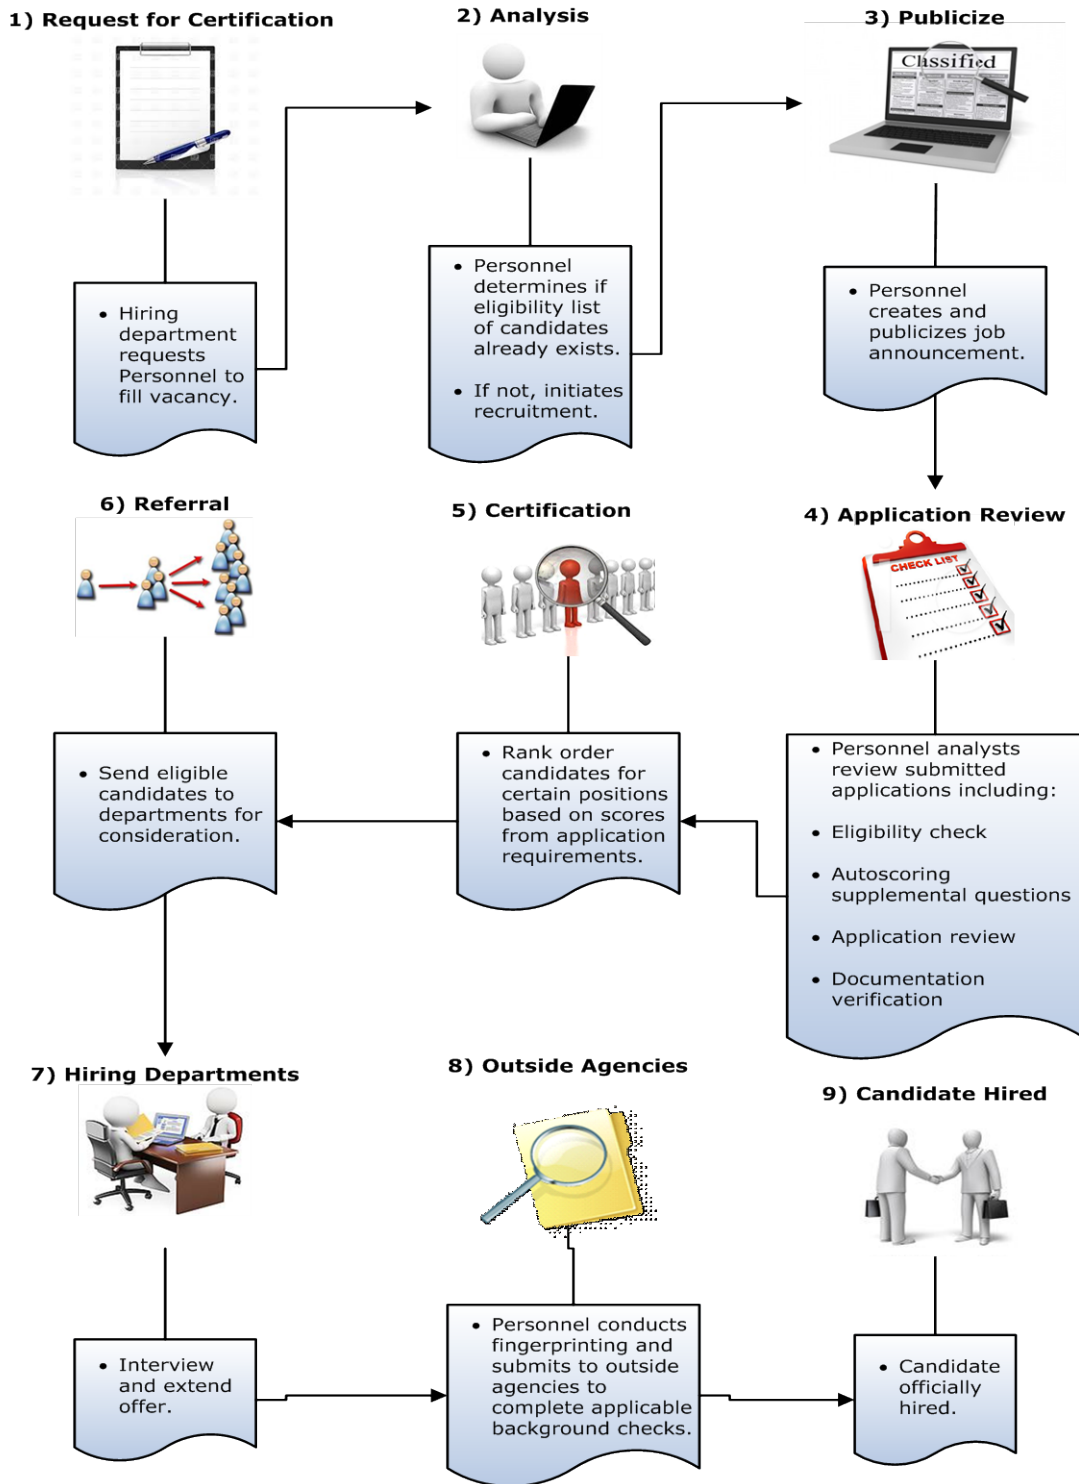 1) Request for Certification
2) Analysis
3) Publicize
Classified
• Hiring
department
requests
Personnel to
fill vacancy.
• Personnel
determines if
eligibility list
of candidates
already exists.
• If not, initiates
recruitment.
• Personnel
creates and
publicizes job
announcement.
6) Referral
5) Certification
4) Application Review
CHECK LIST
• Send eligible
candidates to
departments for
consideration.
• Rank order
candidates for
certain positions
based on scores
from application
requirements.
• Personnel analysts
review submitted
applications including:
• Eligibility check
• Autoscoring
supplemental questions
• Application review
• Documentation
verification
7) Hiring Departments
8) Outside Agencies
9) Candidate Hired
• Interview
and extend
offer.
• Personnel conducts
fingerprinting and
submits to outside
agencies to
complete applicable
background checks.
• Candidate
officially
hired.